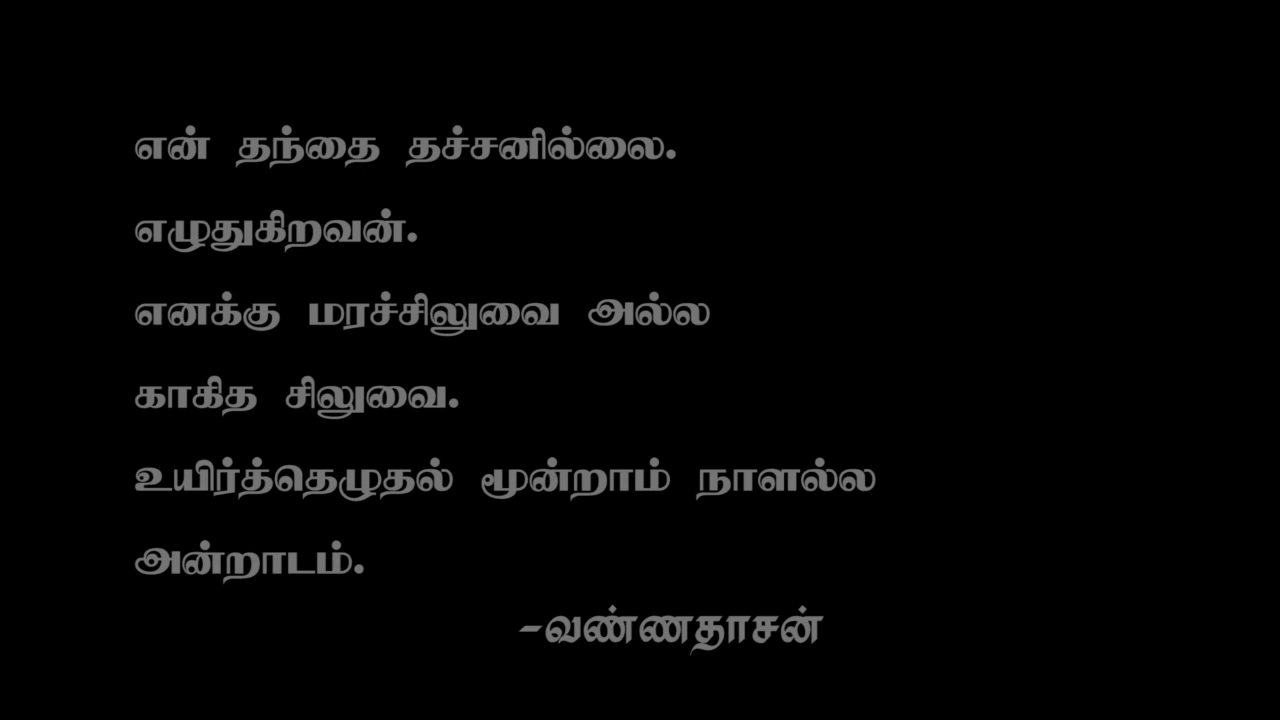 என் தந்தை தச்சனில்லை.
எழுதுகிறவன்.
எனக்கு மரச்சிலுவை அல்ல
காகித சிலுவை.
உயிர்த்தெழுதல் மூன்றாம் நாளல்ல
அன்றாடம்.
-வண்ணதாசன்